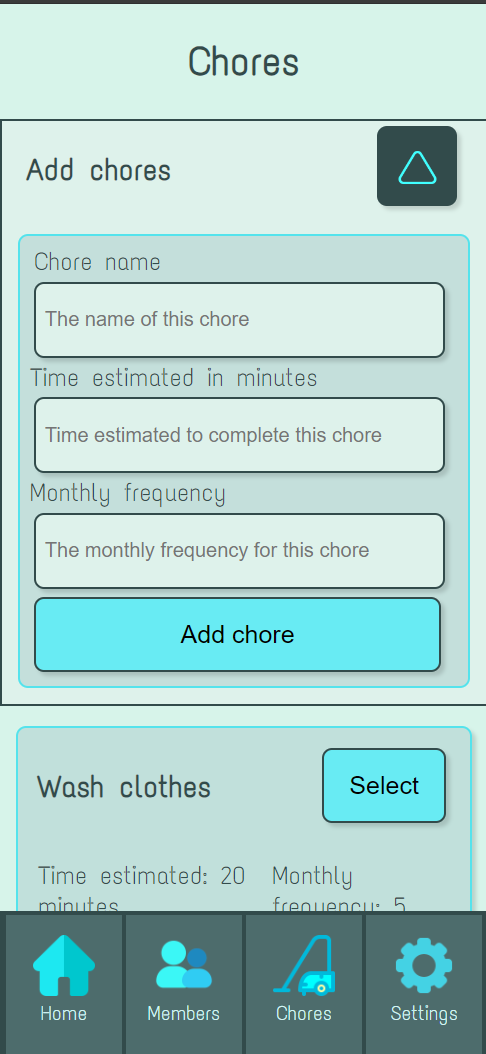 Chores
Add chores
Chore name
The name of this chore
Time estimated in minutes
Time estimated to complete this chore
Monthly frequency
The monthly frequency for this chore
Add chore
Wash clothes
Select
Time estimated: 20
minutes
Monthly
frequency: 5
Home
Members
Chores
Settings